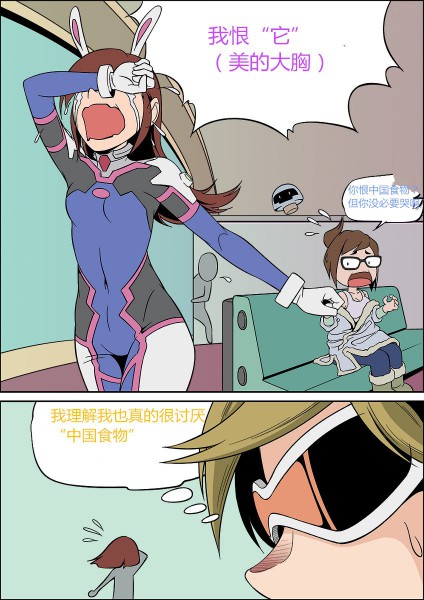 我恨“它”
（美的大胸）
你恨中国食物？
但你没必要哭啊
我理解我也真的很讨厌
“中国食物”